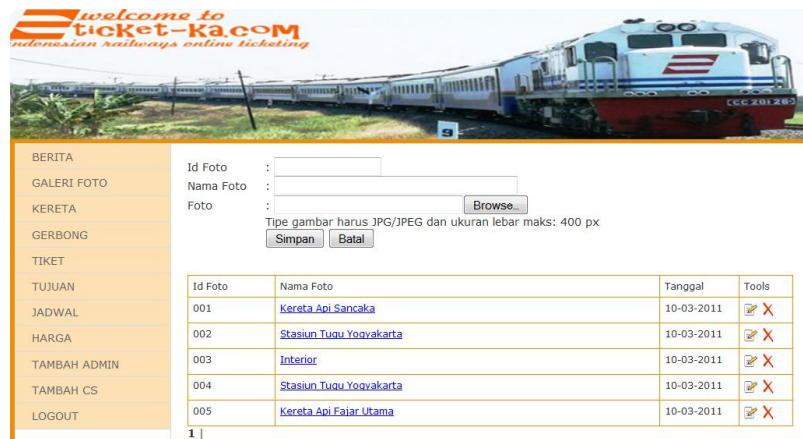 welcome to
eticket-Ka.coM
ndonesian railways online ticketing
CC 201 26
9
BERITA
GALERI FOTO
KERETA
GERBONG
TIKET
TUJUAN
JADWAL
HARGA
TAMBAH ADMIN
TAMBAH CS
LOGOUT
Id Foto :
Nama Foto :
Foto : Browse...
Tipe gambar harus JPG/JPEG dan ukuran lebar maks: 400 px
Simpan Batal
Id Foto Nama Foto Tanggal Tools
001 Kereta Api Sancaka 10-03-2011
002 Stasiun Tugu Yogyakarta 10-03-2011
003 Interior 10-03-2011
004 Stasiun Tugu Yogyakarta 10-03-2011
005 Kereta Api Fajar Utama 10-03-2011
1 |